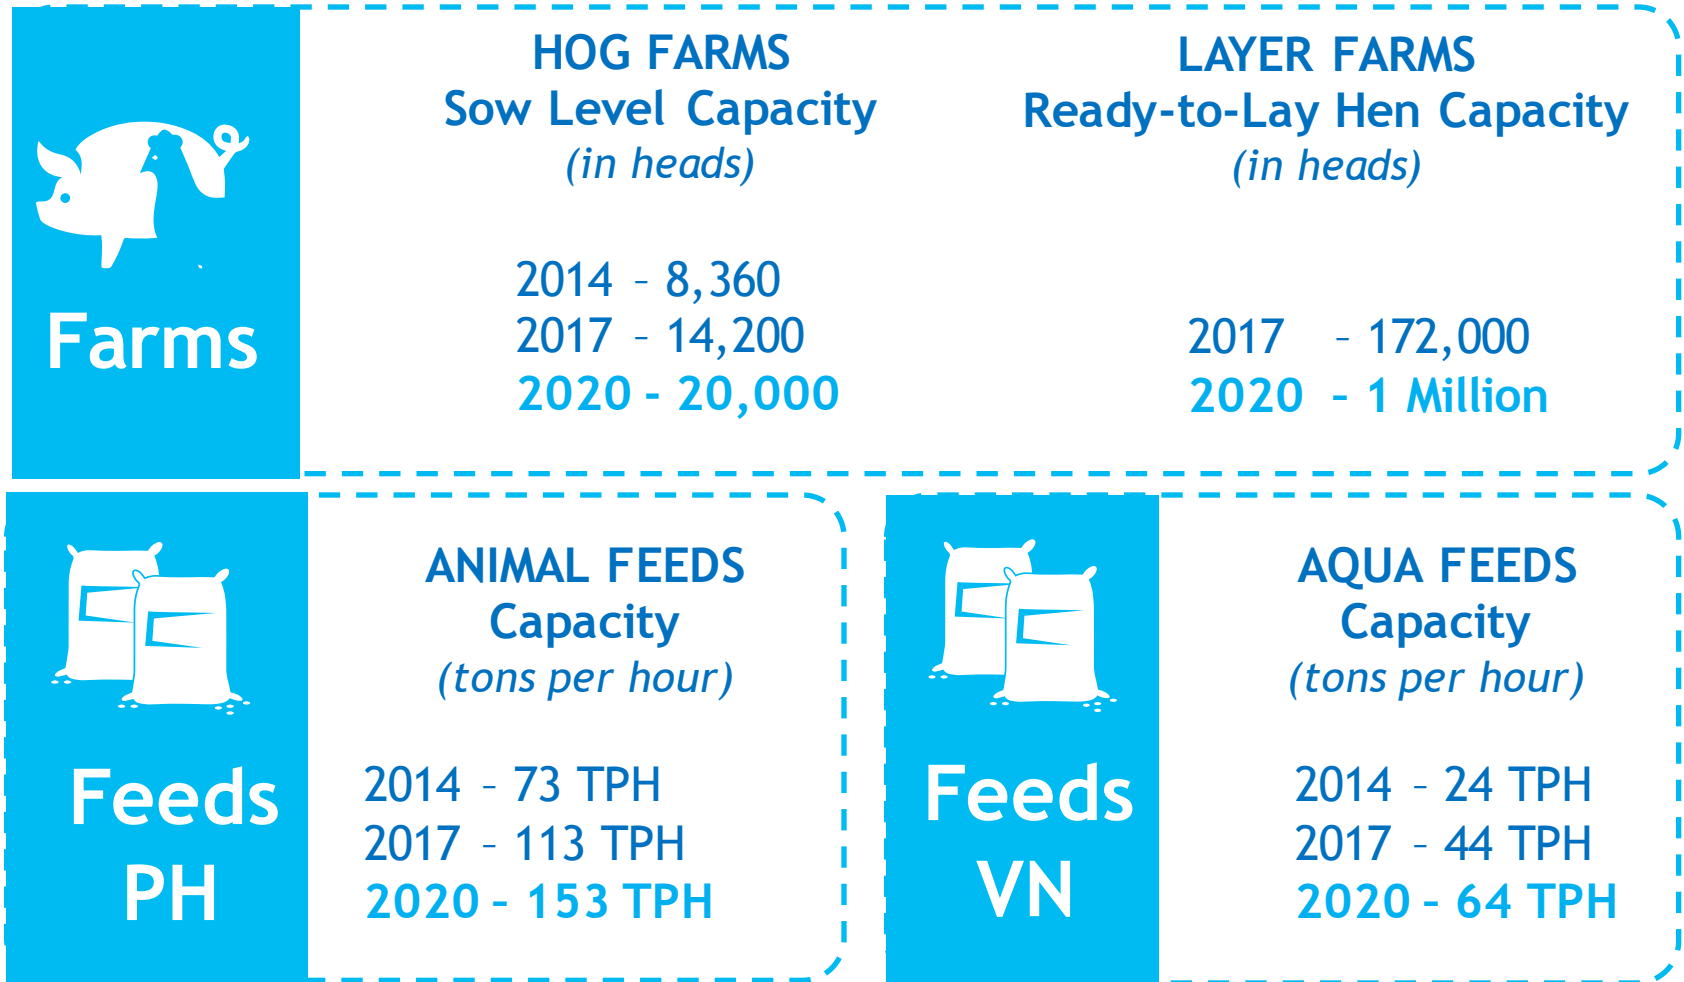 Farms
HOG FARMS
Sow Level Capacity
(in heads)
2014 – 8,360
2017 – 14,200
2020 - 20,000
LAYER FARMS
Ready-to-Lay Hen Capacity
(in heads)
2017 – 172,000
2020 – 1 Million
Feeds
PH
ANIMAL FEEDS
Capacity
(tons per hour)
2014 – 73 TPH
2017 – 113 TPH
2020 – 153 TPH
Feeds
VN
AQUA FEEDS
Capacity
(tons per hour)
2014 – 24 TPH
2017 – 44 TPH
2020 – 64 TPH